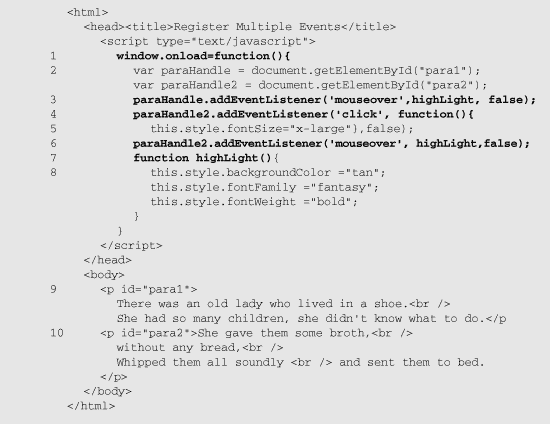 <html>
<head><title>Register Multiple Events</title>
<script type="text/javascript">
1 window.onload=function(){
2 var paraHandle = document.getElementById("para1");
var paraHandle2 = document.getElementById("para2");
3 paraHandle.addEventListener('mouseover',highLight, false);
4 paraHandle2.addEventListener('click', function(){
5 this.style.fontSize="x-large"},false);
6 paraHandle2.addEventListener('mouseover', highLight,false);
7 function highLight(){
8 this.style.backgroundColor ="tan";
this.style.fontFamily ="fantasy";
this.style.fontWeight ="bold";
}
}
</script>
</head>
<body>
9 <p id="para1">
There was an old lady who lived in a shoe.<br />
She had so many children, she didn't know what to do.</p
10 <p id="para2">She gave them some broth,<br />
without any bread,<br />
Whipped them all soundly <br /> and sent them to bed.
</p>
</body>
</html>